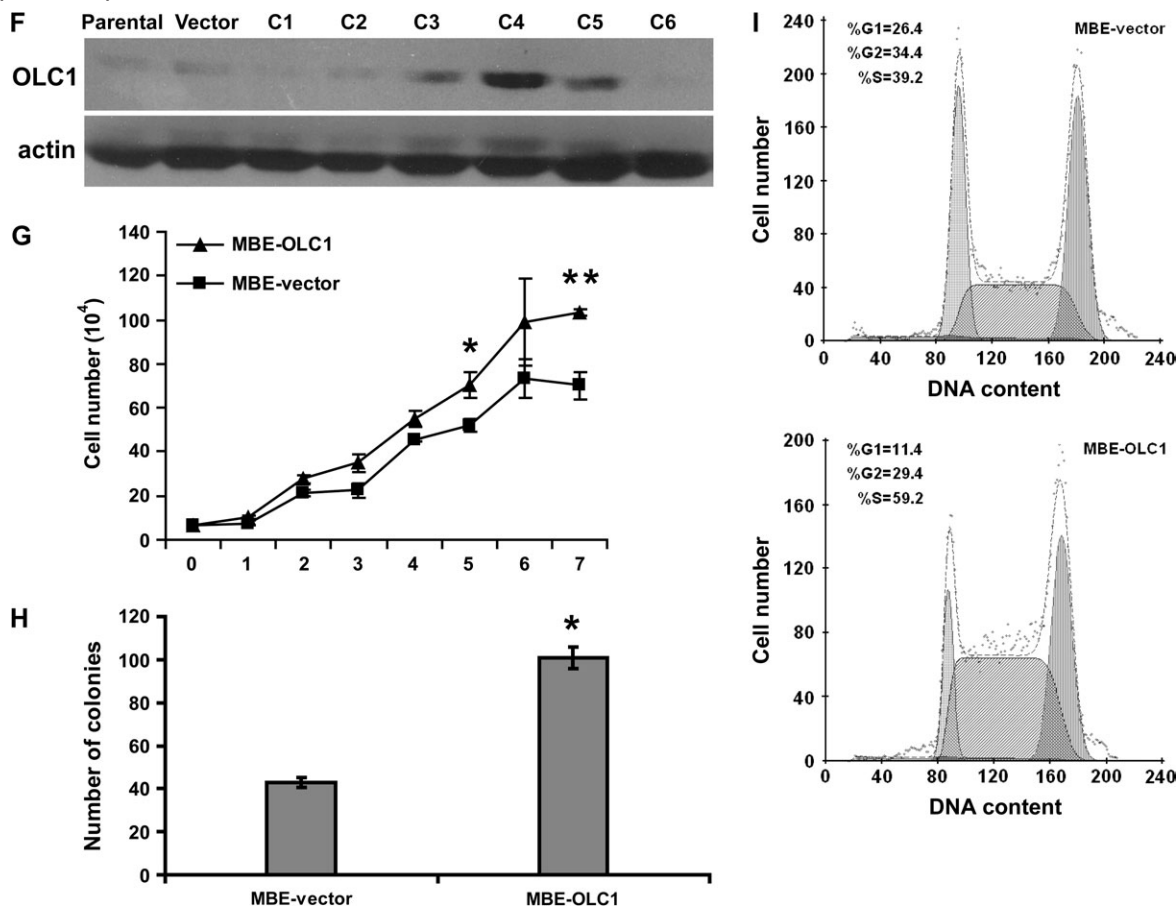 F
Parental Vector C1 C2 C3 C4 C5 C6
OLC1
actin
G
140
120
100
80
60
40
20
0
Cell number (10⁴)
MBE-OLC1
MBE-vector
*
**
0 1 2 3 4 5 6 7
H
120
100
80
60
40
20
0
Number of colonies
*
MBE-vector MBE-OLC1
I
240
200
160
120
80
40
0
Cell number
%G1=26.4
%G2=34.4
%S=39.2
MBE-vector
0 40 80 120 160 200 240
DNA content
200
160
120
80
40
0
Cell number
%G1=11.4
%G2=29.4
%S=59.2
MBE-OLC1
0 40 80 120 160 200 240
DNA content